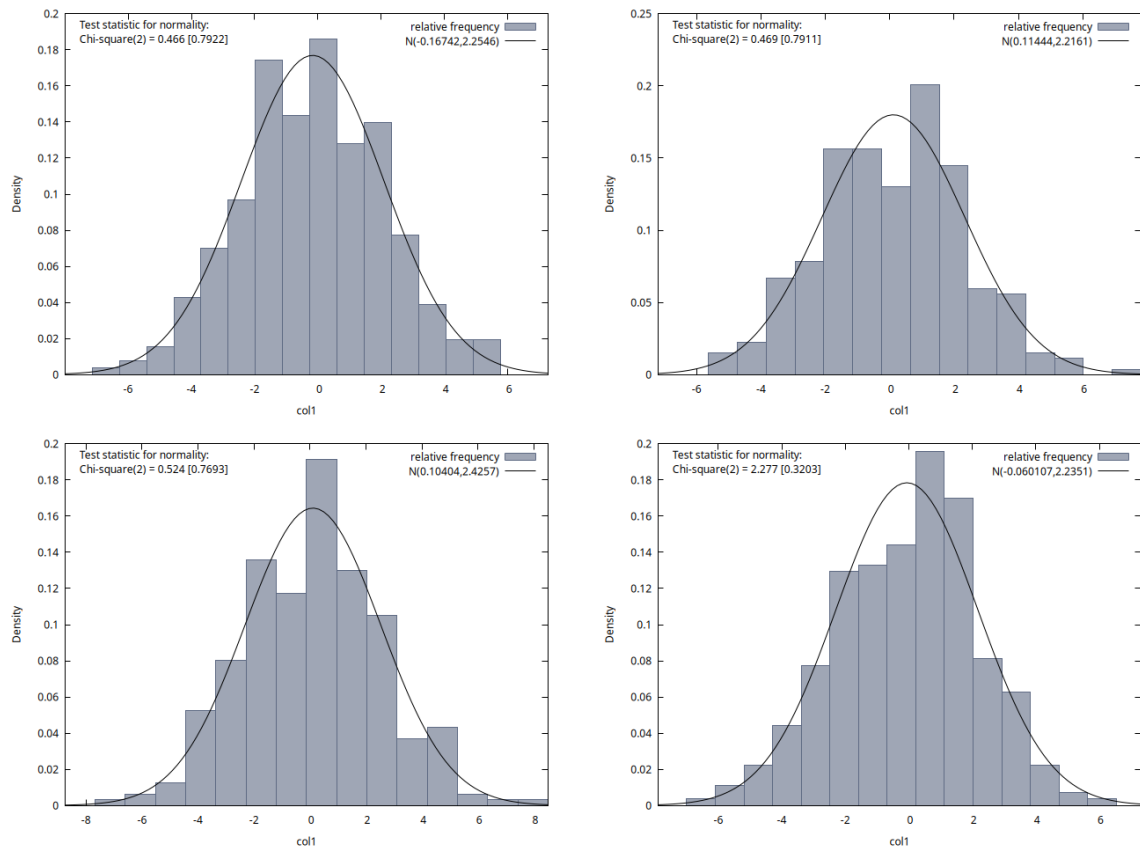 Test statistic for normality:
Chi-square(2) = 0.466 [0.7922]
relative frequency
N(-0.16742,2.2546)
Density
0.2
0.18
0.16
0.14
0.12
0.1
0.08
0.06
0.04
0.02
0
-6 -4 -2 0 2 4 6
col1
Test statistic for normality:
Chi-square(2) = 0.469 [0.7911]
relative frequency
N(0.11444,2.2161)
Density
0.25
0.2
0.15
0.1
0.05
0
-6 -4 -2 0 2 4 6
col1
Test statistic for normality:
Chi-square(2) = 0.524 [0.7693]
relative frequency
N(0.10404,2.4257)
Density
0.2
0.18
0.16
0.14
0.12
0.1
0.08
0.06
0.04
0.02
0
-8 -6 -4 -2 0 2 4 6 8
col1
Test statistic for normality:
Chi-square(2) = 2.277 [0.3203]
relative frequency
N(-0.060107,2.2351)
Density
0.2
0.18
0.16
0.14
0.12
0.1
0.08
0.06
0.04
0.02
0
-6 -4 -2 0 2 4 6
col1